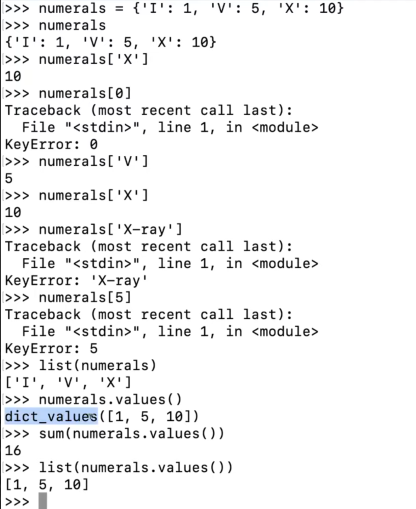 >>> numerals = {'I': 1, 'V': 5, 'X': 10}
>>> numerals
{'I': 1, 'V': 5, 'X': 10}
>>> numerals['X']
10
>>> numerals[0]
Traceback (most recent call last):
  File "<stdin>", line 1, in <module>
KeyError: 0
>>> numerals['V']
5
>>> numerals['X']
10
>>> numerals['X-ray']
Traceback (most recent call last):
  File "<stdin>", line 1, in <module>
KeyError: 'X-ray'
>>> numerals[5]
Traceback (most recent call last):
  File "<stdin>", line 1, in <module>
KeyError: 5
>>> list(numerals)
['I', 'V', 'X']
>>> numerals.values()
dict_values([1, 5, 10])
>>> sum(numerals.values())
16
>>> list(numerals.values())
[1, 5, 10]
>>>